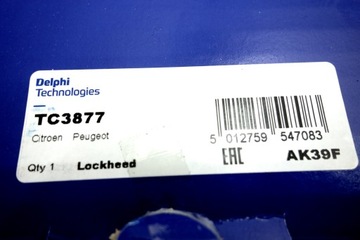 Delphi
Technologies
TC3877
Citroen Peugeot
5 012759 547083
Qty 1 Lockheed
EAC AK39F